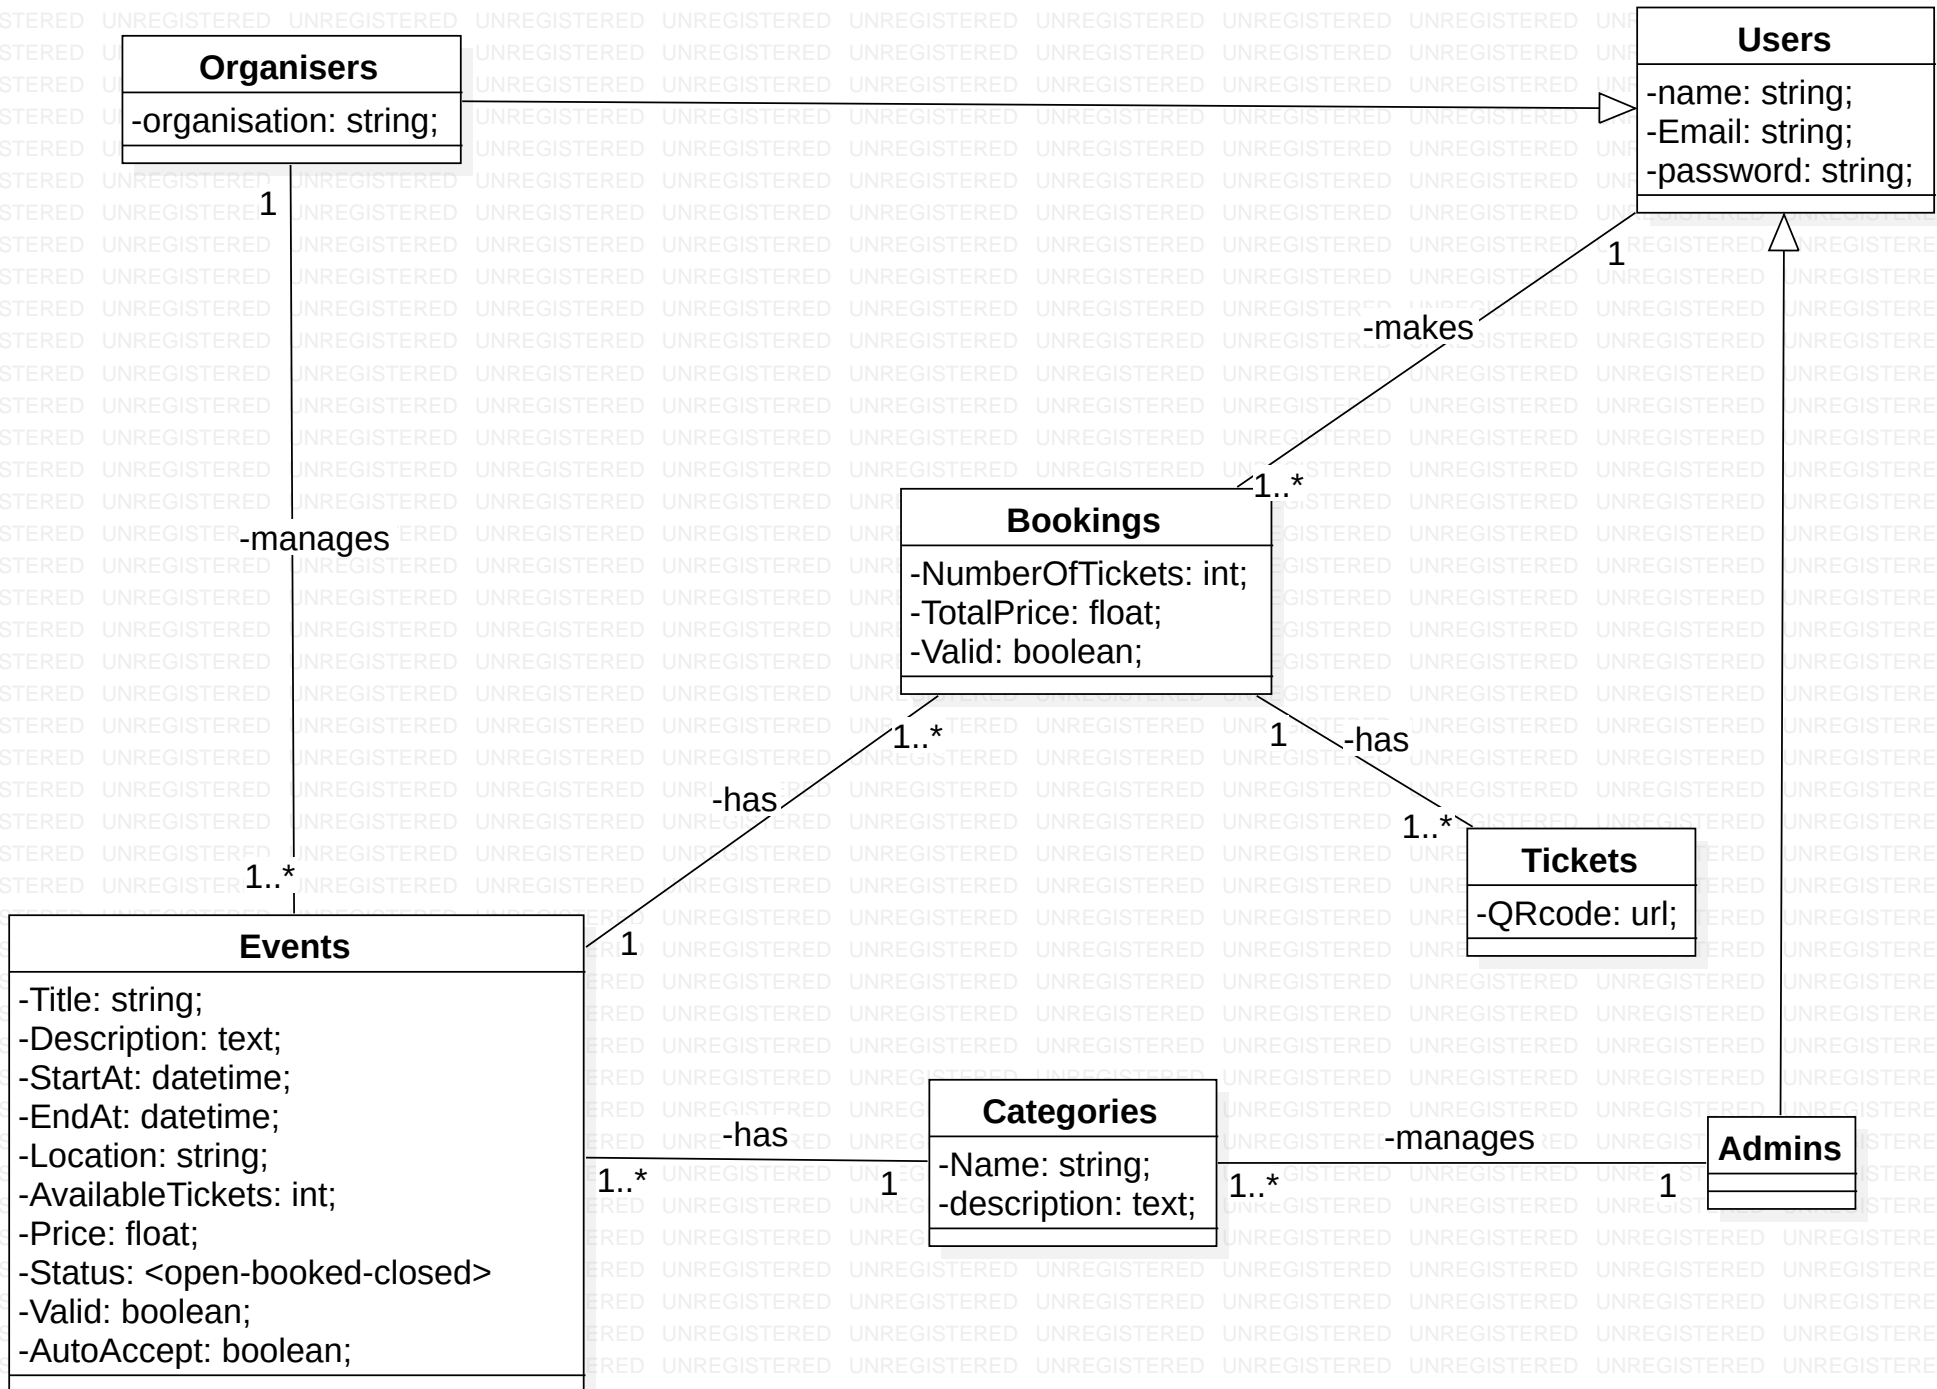 Organisers
-organisation: string;
Users
-name: string;
-Email: string;
-password: string;
1
1
-makes
1..*
-manages
Bookings
-NumberOfTickets: int;
-TotalPrice: float;
-Valid: boolean;
1..*
1
-has
-has
1..*
1..*
1
Tickets
-QRcode: url;
Events
-Title: string;
-Description: text;
-StartAt: datetime;
-EndAt: datetime;
-Location: string;
-AvailableTickets: int;
-Price: float;
-Status: <open-booked-closed>
-Valid: boolean;
-AutoAccept: boolean;
-has
1..*
1
Categories
-Name: string;
-description: text;
-manages
1..*
1
Admins
UNREGISTERED